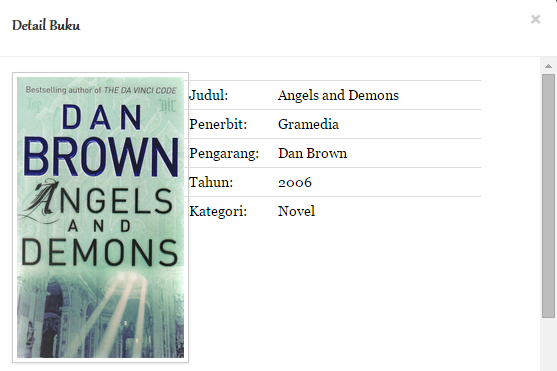 Detail Buku
×
Bestselling author of THE DA VINCI CODE
DAN
BROWN
ANGELS
AND
DEMONS
Judul: Angels and Demons
Penerbit: Gramedia
Pengarang: Dan Brown
Tahun: 2006
Kategori: Novel